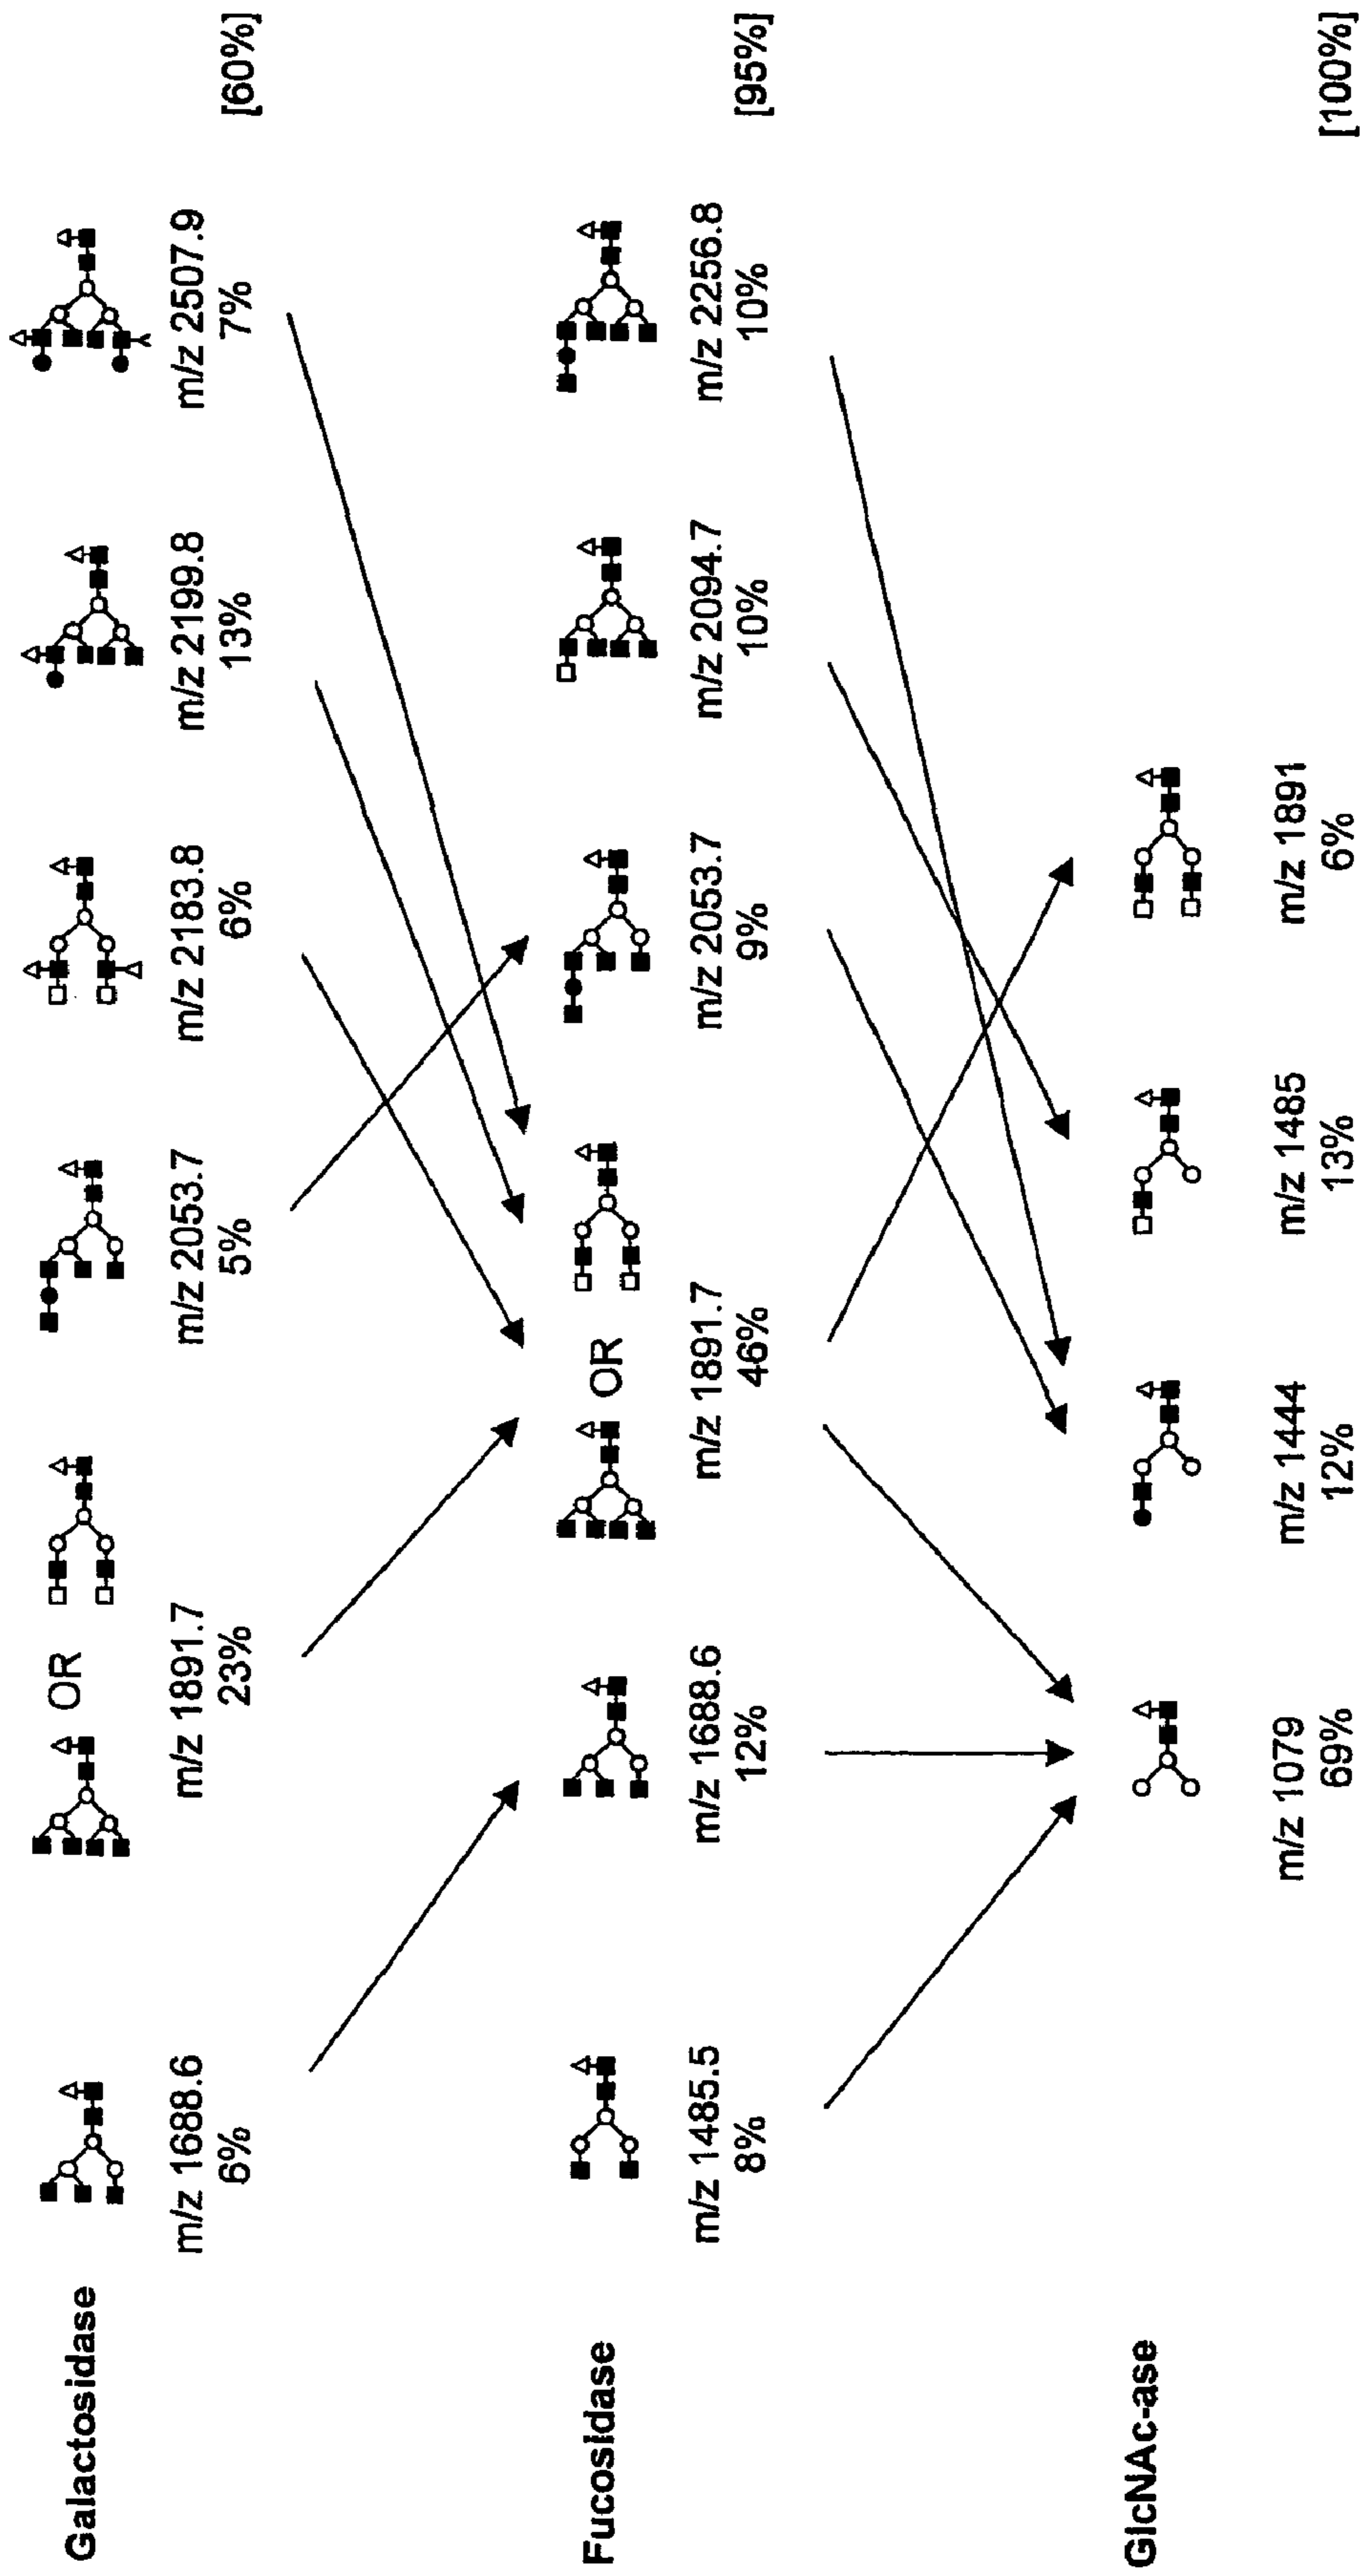 Galactosidase
OR
m/z 1688.6
m/z 1891.7
m/z 2053.7
m/z 2183.8
m/z 2199.8
m/z 2507.9
6%
23%
5%
6%
13%
7%
[60%]
Fucosidase
OR
m/z 1485.5
m/z 1688.6
m/z 1891.7
m/z 2053.7
m/z 2094.7
m/z 2256.8
8%
12%
46%
9%
10%
10%
[95%]
GlcNAc-ase
m/z 1079
m/z 1444
m/z 1485
m/z 1891
69%
12%
13%
6%
[100%]